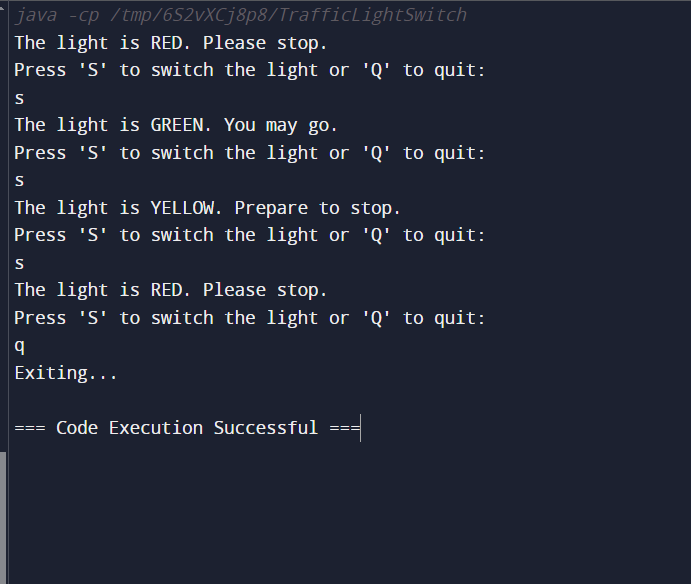 java -cp /tmp/6S2vXCj8p8/TrafficLightSwitch
The light is RED. Please stop.
Press 'S' to switch the light or 'Q' to quit:
s
The light is GREEN. You may go.
Press 'S' to switch the light or 'Q' to quit:
s
The light is YELLOW. Prepare to stop.
Press 'S' to switch the light or 'Q' to quit:
s
The light is RED. Please stop.
Press 'S' to switch the light or 'Q' to quit:
q
Exiting...
=== Code Execution Successful ===